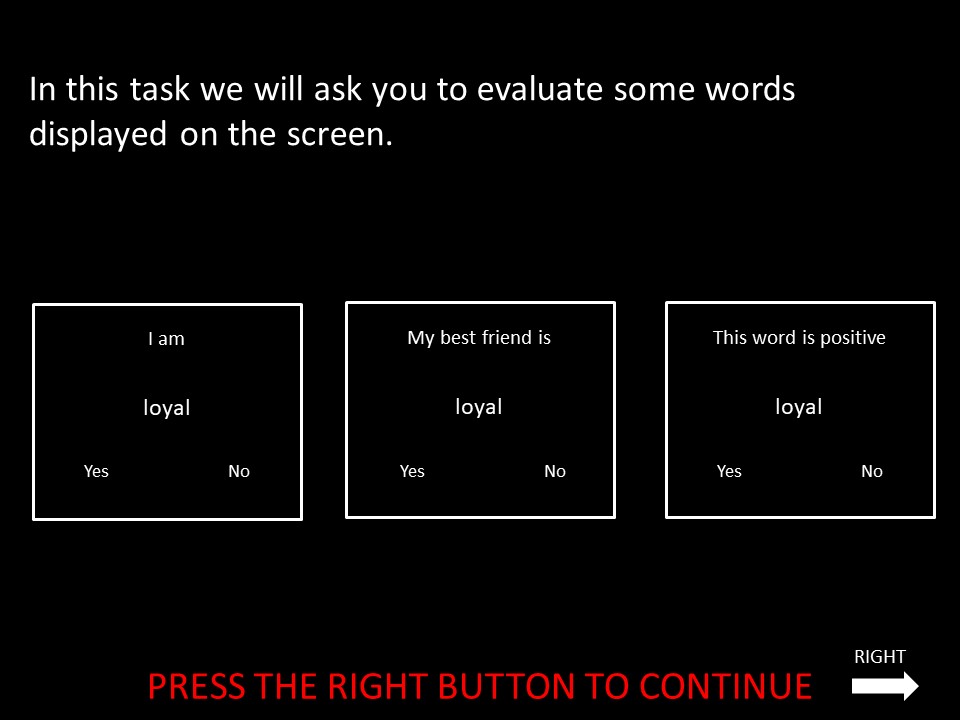 In this task we will ask you to evaluate some words
displayed on the screen.
I am
loyal
Yes No
My best friend is
loyal
Yes No
This word is positive
loyal
Yes No
RIGHT
PRESS THE RIGHT BUTTON TO CONTINUE